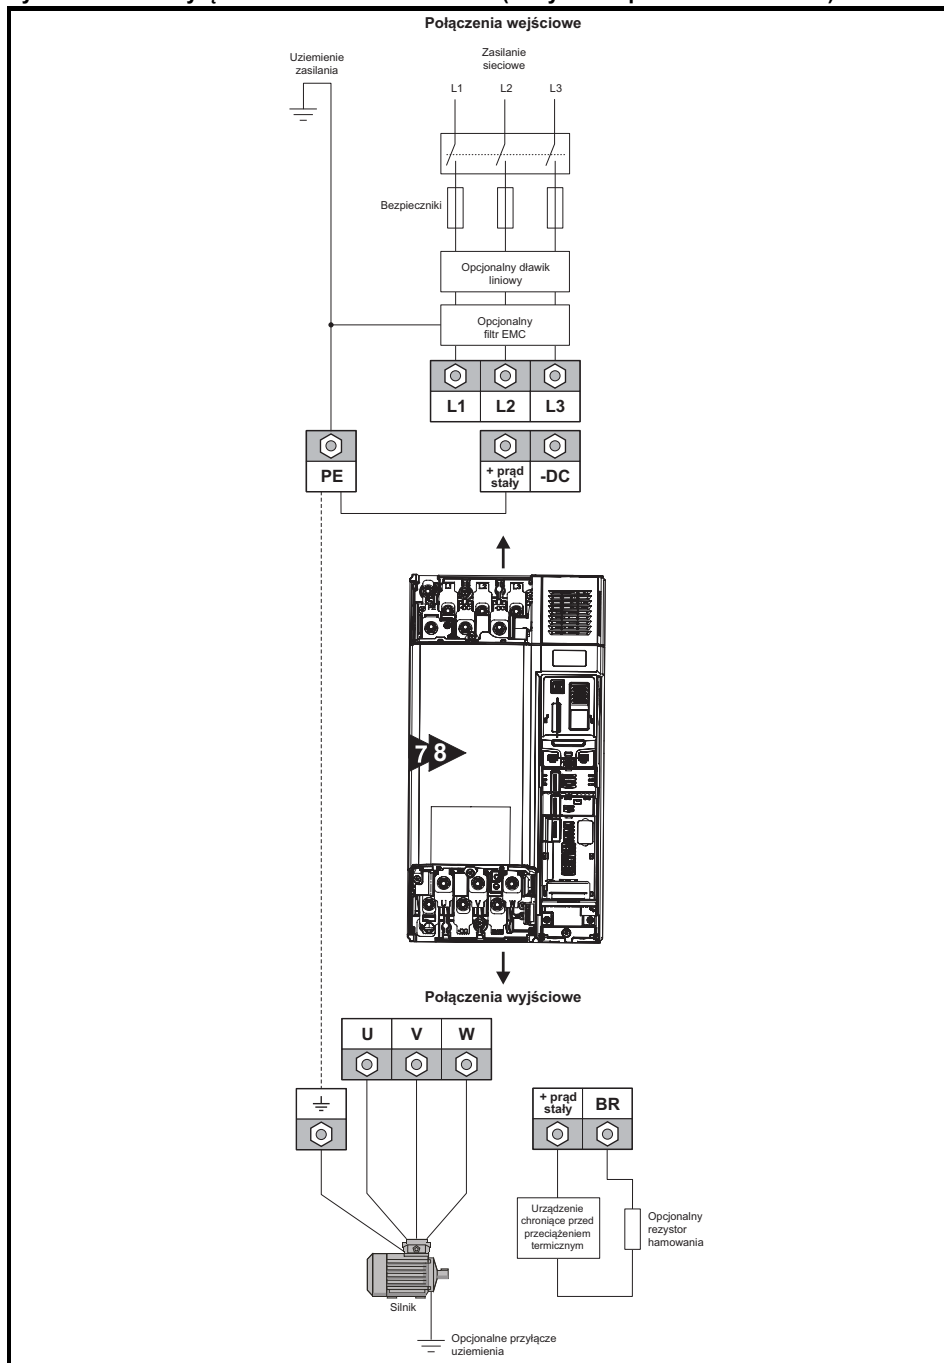 Połączenia wejściowe
Uziemienie
zasilania
Zasilanie
sieciowe
L1 L2 L3
Bezpieczniki
Opcjonalny dławik
liniowy
Opcjonalny
filtr EMC
L1 L2 L3
PE
+ prąd
stały
-DC
7 8
Połączenia wyjściowe
U V W
+ prąd
stały
BR
Urządzenie
chroniące przed
przeciążeniem
termicznym
Opcjonalny
rezystor
hamowania
Silnik
Opcjonalne przyłącze
uziemienia